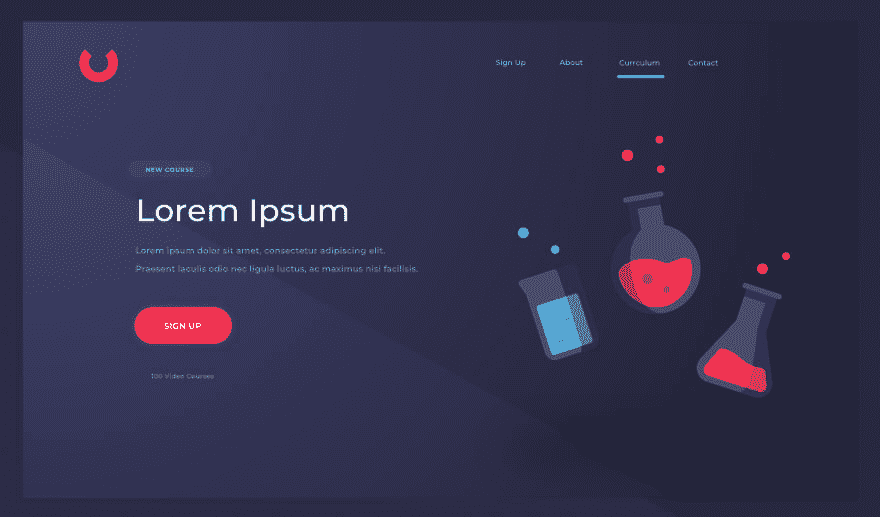 Sign Up
About
Curriculum
Contact
NEW COURSE
Lorem Ipsum
Lorem ipsum dolor sit amet, consectetur adipiscing elit.
Praesent iaculis odio nec ligula luctus, ac maximus nisi facilisis.
SIGN UP
100 Video Courses